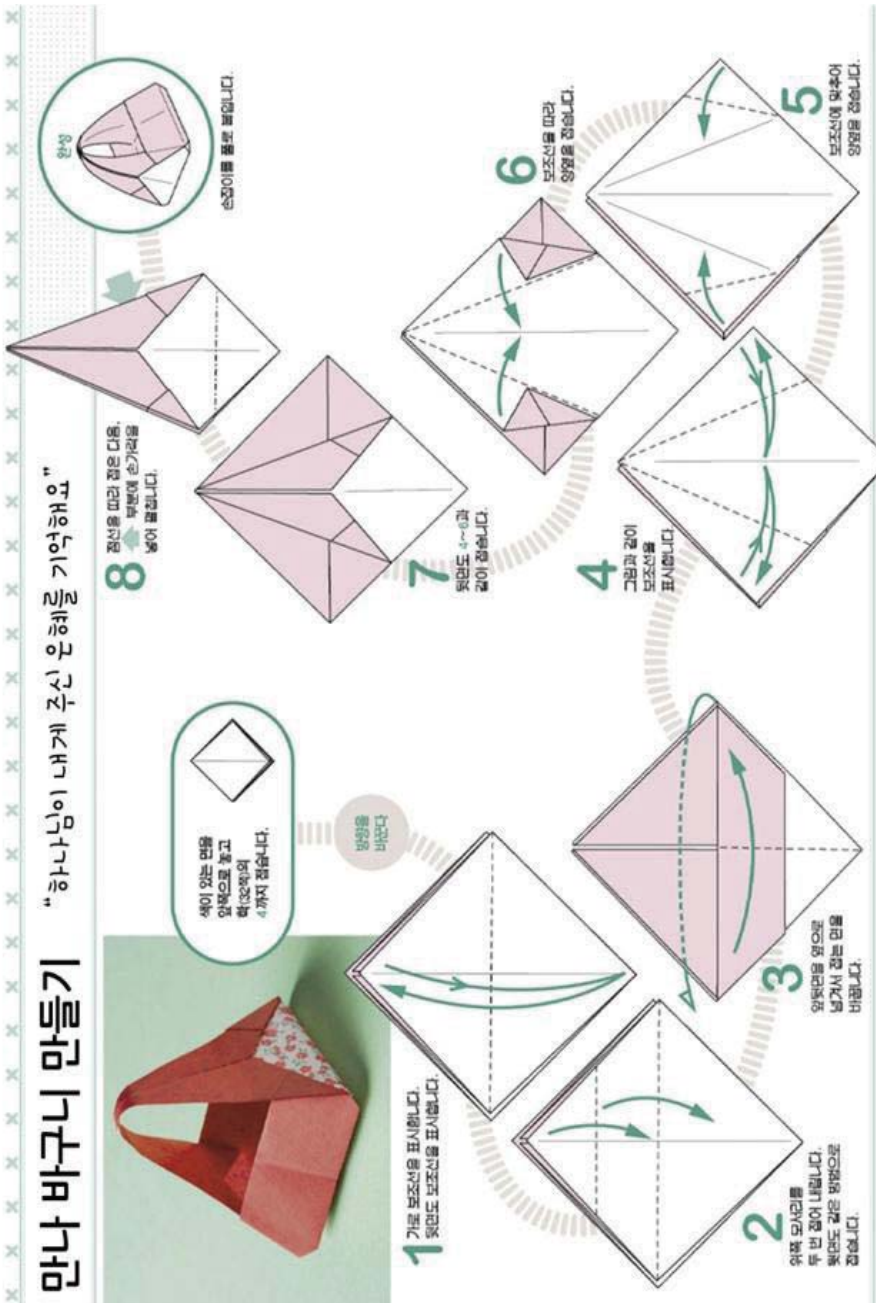 만나 바구니 만들기
"하나님이 내게 주신 은혜를 기억해요"
색이 있는 면을
앞쪽으로 놓고
학(32쪽)의
4까지 접습니다.
방향을
바꾼다
1
가로 보조선을 표시합니다.
뒷면도 보조선을 표시합니다.
2
위쪽 모서리를
두 번 접어 내립니다.
뒷면도 같은 방법으로
접습니다.
3
앞뒷면을 옆으로
넘겨서 접는 면을
바꿉니다.
4
그림과 같이
보조선을
표시합니다.
5
보조선에 맞추어
양옆을 접습니다.
6
보조선을 따라
양옆을 접습니다.
7
뒷면도 4~6과
같이 접습니다.
8
점선을 따라 접은 다음,
부분에 손가락을
넣어 펼칩니다.
완성
손잡이를 풀로 붙입니다.